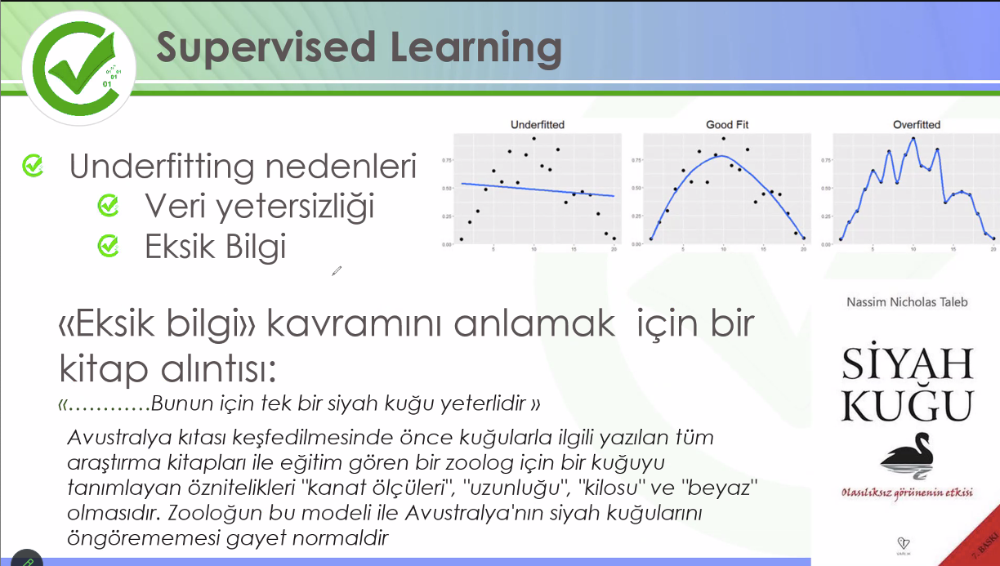 Supervised Learning
Underfitting nedenleri
Veri yetersizliği
Eksik Bilgi
Underfitted
0.75
0.50
0.25
0.00
5
10
15
20
Good Fit
0.75
0.50
0.25
0.00
5
10
15
20
Overfitted
0.75
0.50
0.25
0.00
5
10
15
20
«Eksik bilgi» kavramını anlamak için bir
kitap alıntısı:
«…………Bunun için tek bir siyah kuğu yeterlidir »
Avustralya kıtası keşfedilmesinde önce kuğularla ilgili yazılan tüm
araştırma kitapları ile eğitim gören bir zoolog için bir kuğuyu
tanımlayan öznitelikleri "kanat ölçüleri", "uzunluğu", "kilosu" ve "beyaz"
olmasıdır. Zooloğun bu modeli ile Avustralya'nın siyah kuğularını
öngörememesi gayet normaldir
Nassim Nicholas Taleb
SİYAH
KUĞU
Olasılıksız görünenin etkisi
7. BASKI
01 01
01
01